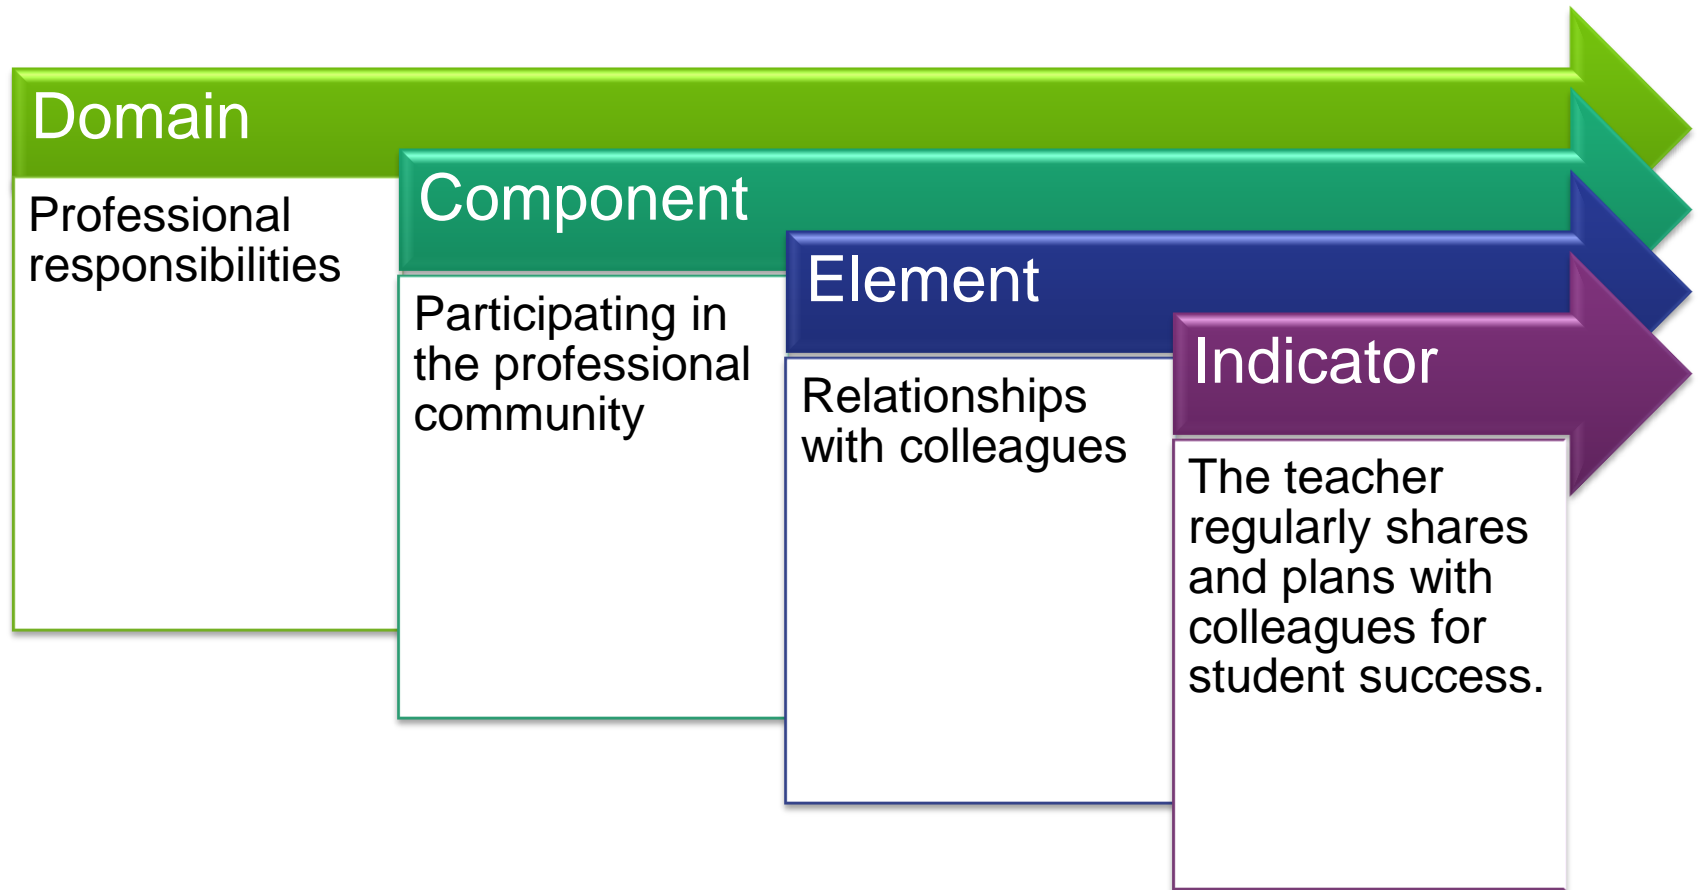 Domain
Professional
responsibilities
Component
Participating in
the professional
community
Element
Relationships
with colleagues
Indicator
The teacher
regularly shares
and plans with
colleagues for
student success.